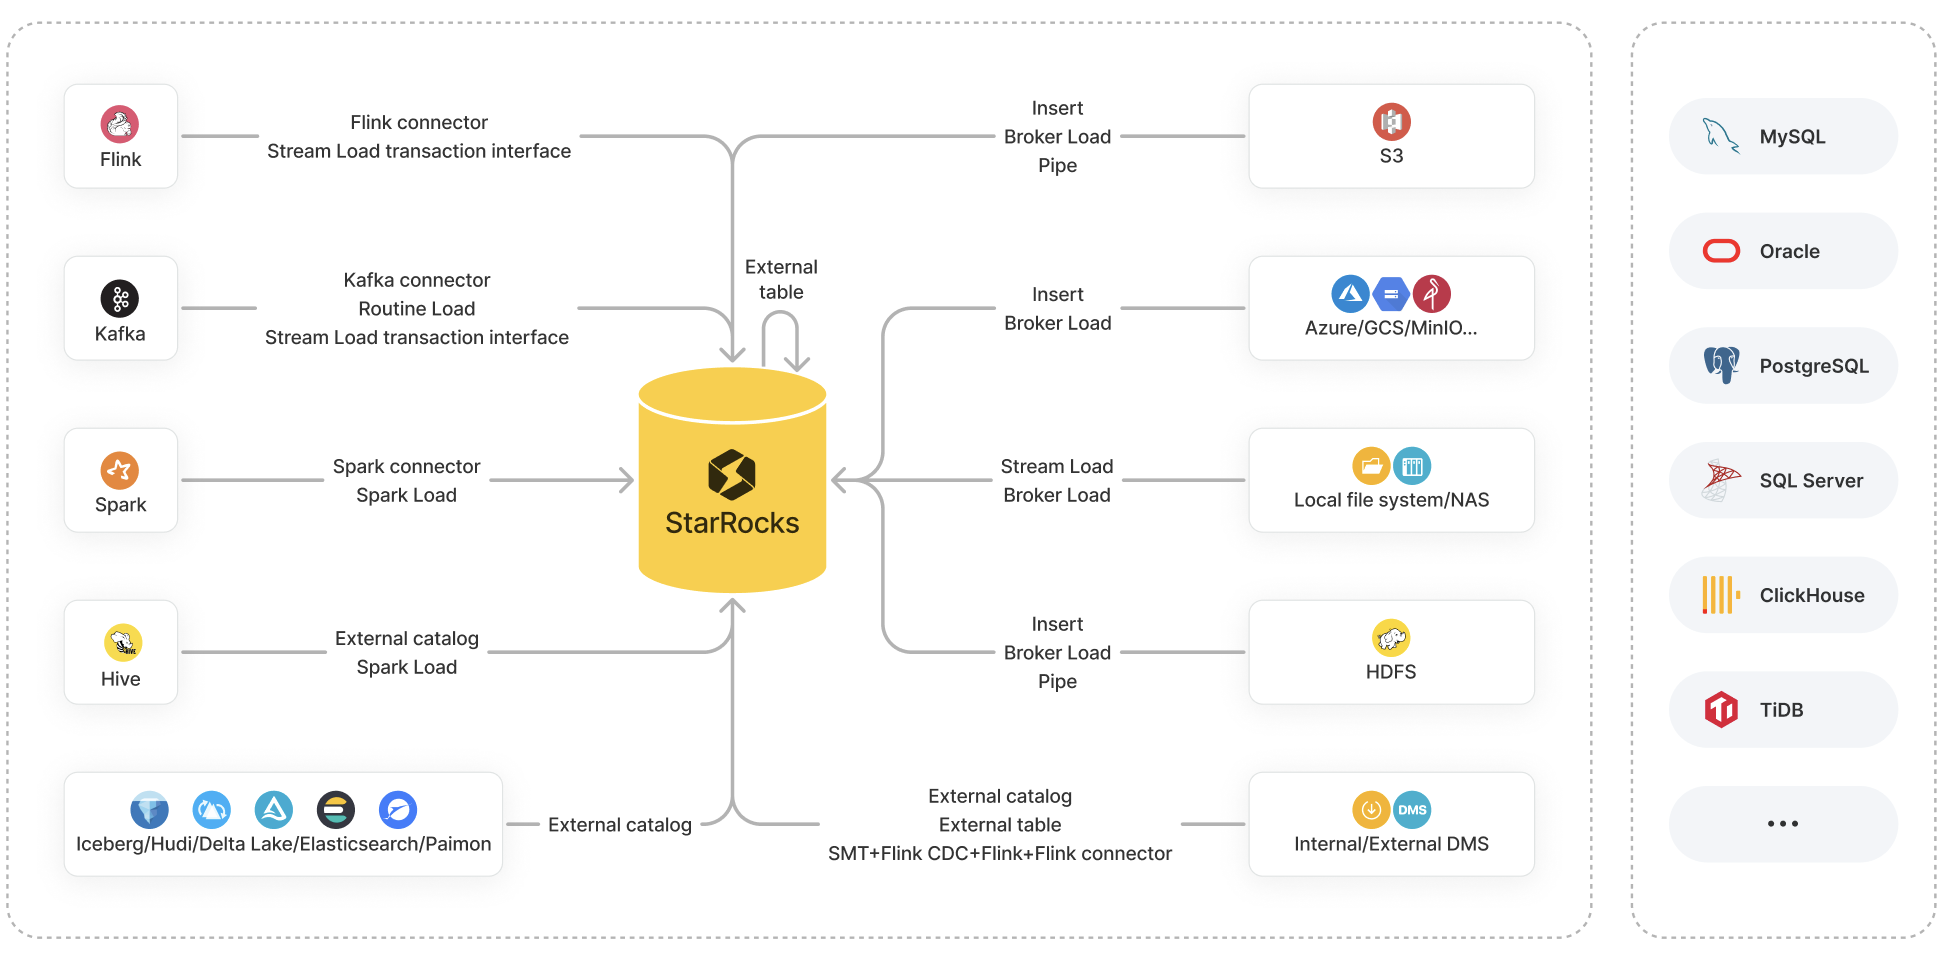 Flink
Flink connector
Stream Load transaction interface
Insert
Broker Load
Pipe
S3
Kafka
Kafka connector
Routine Load
Stream Load transaction interface
External
table
Insert
Broker Load
Azure/GCS/MinIO...
Spark
Spark connector
Spark Load
StarRocks
Stream Load
Broker Load
Local file system/NAS
Hive
HIVE
External catalog
Spark Load
Insert
Broker Load
Pipe
HDFS
Iceberg/Hudi/Delta Lake/Elasticsearch/Paimon
External catalog
External catalog
External table
SMT+Flink CDC+Flink+Flink connector
DMS
Internal/External DMS
MySQL
Oracle
PostgreSQL
SQL Server
ClickHouse
TiDB
...